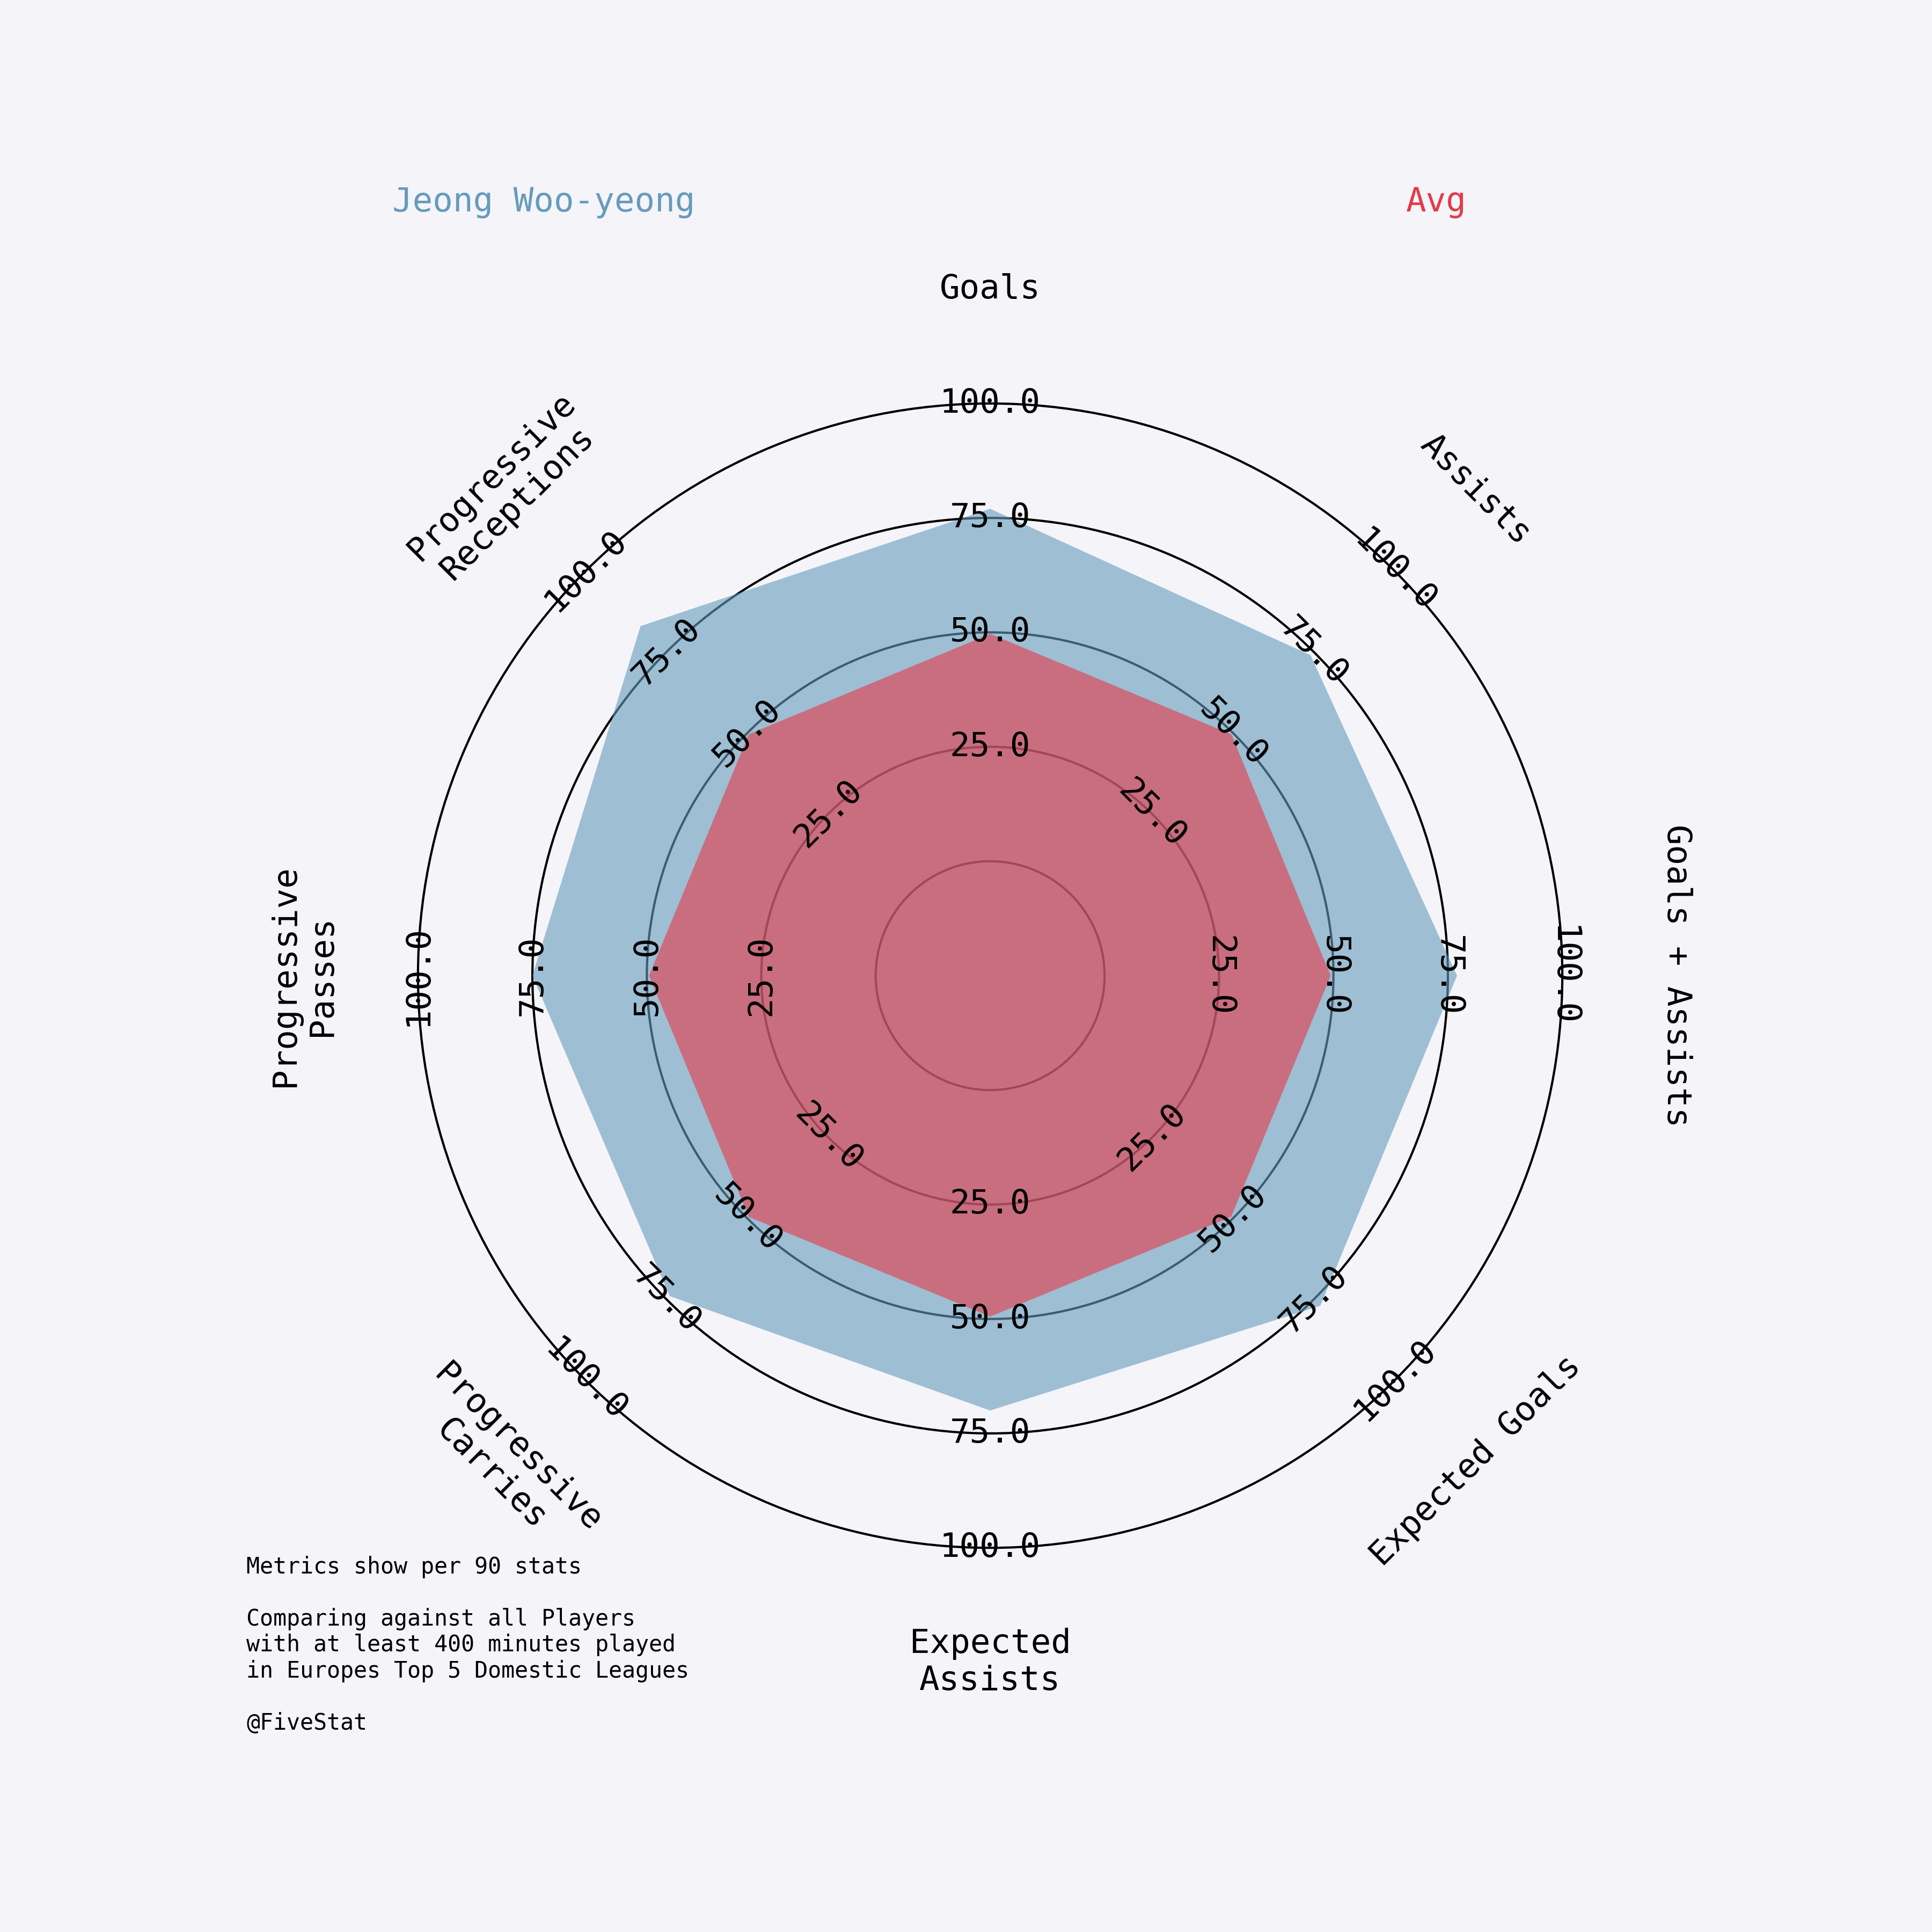 Jeong Woo-yeong
Avg
Goals
Assists
Goals + Assists
Expected Goals
Expected
Assists
Progressive
Carries
Progressive
Passes
Progressive
Receptions
25.0
50.0
75.0
100.0
25.0
50.0
75.0
100.0
25.0
50.0
75.0
100.0
25.0
50.0
75.0
100.0
25.0
50.0
75.0
100.0
25.0
50.0
75.0
100.0
25.0
50.0
75.0
100.0
25.0
50.0
75.0
100.0
Metrics show per 90 stats
Comparing against all Players
with at least 400 minutes played
in Europes Top 5 Domestic Leagues
@FiveStat